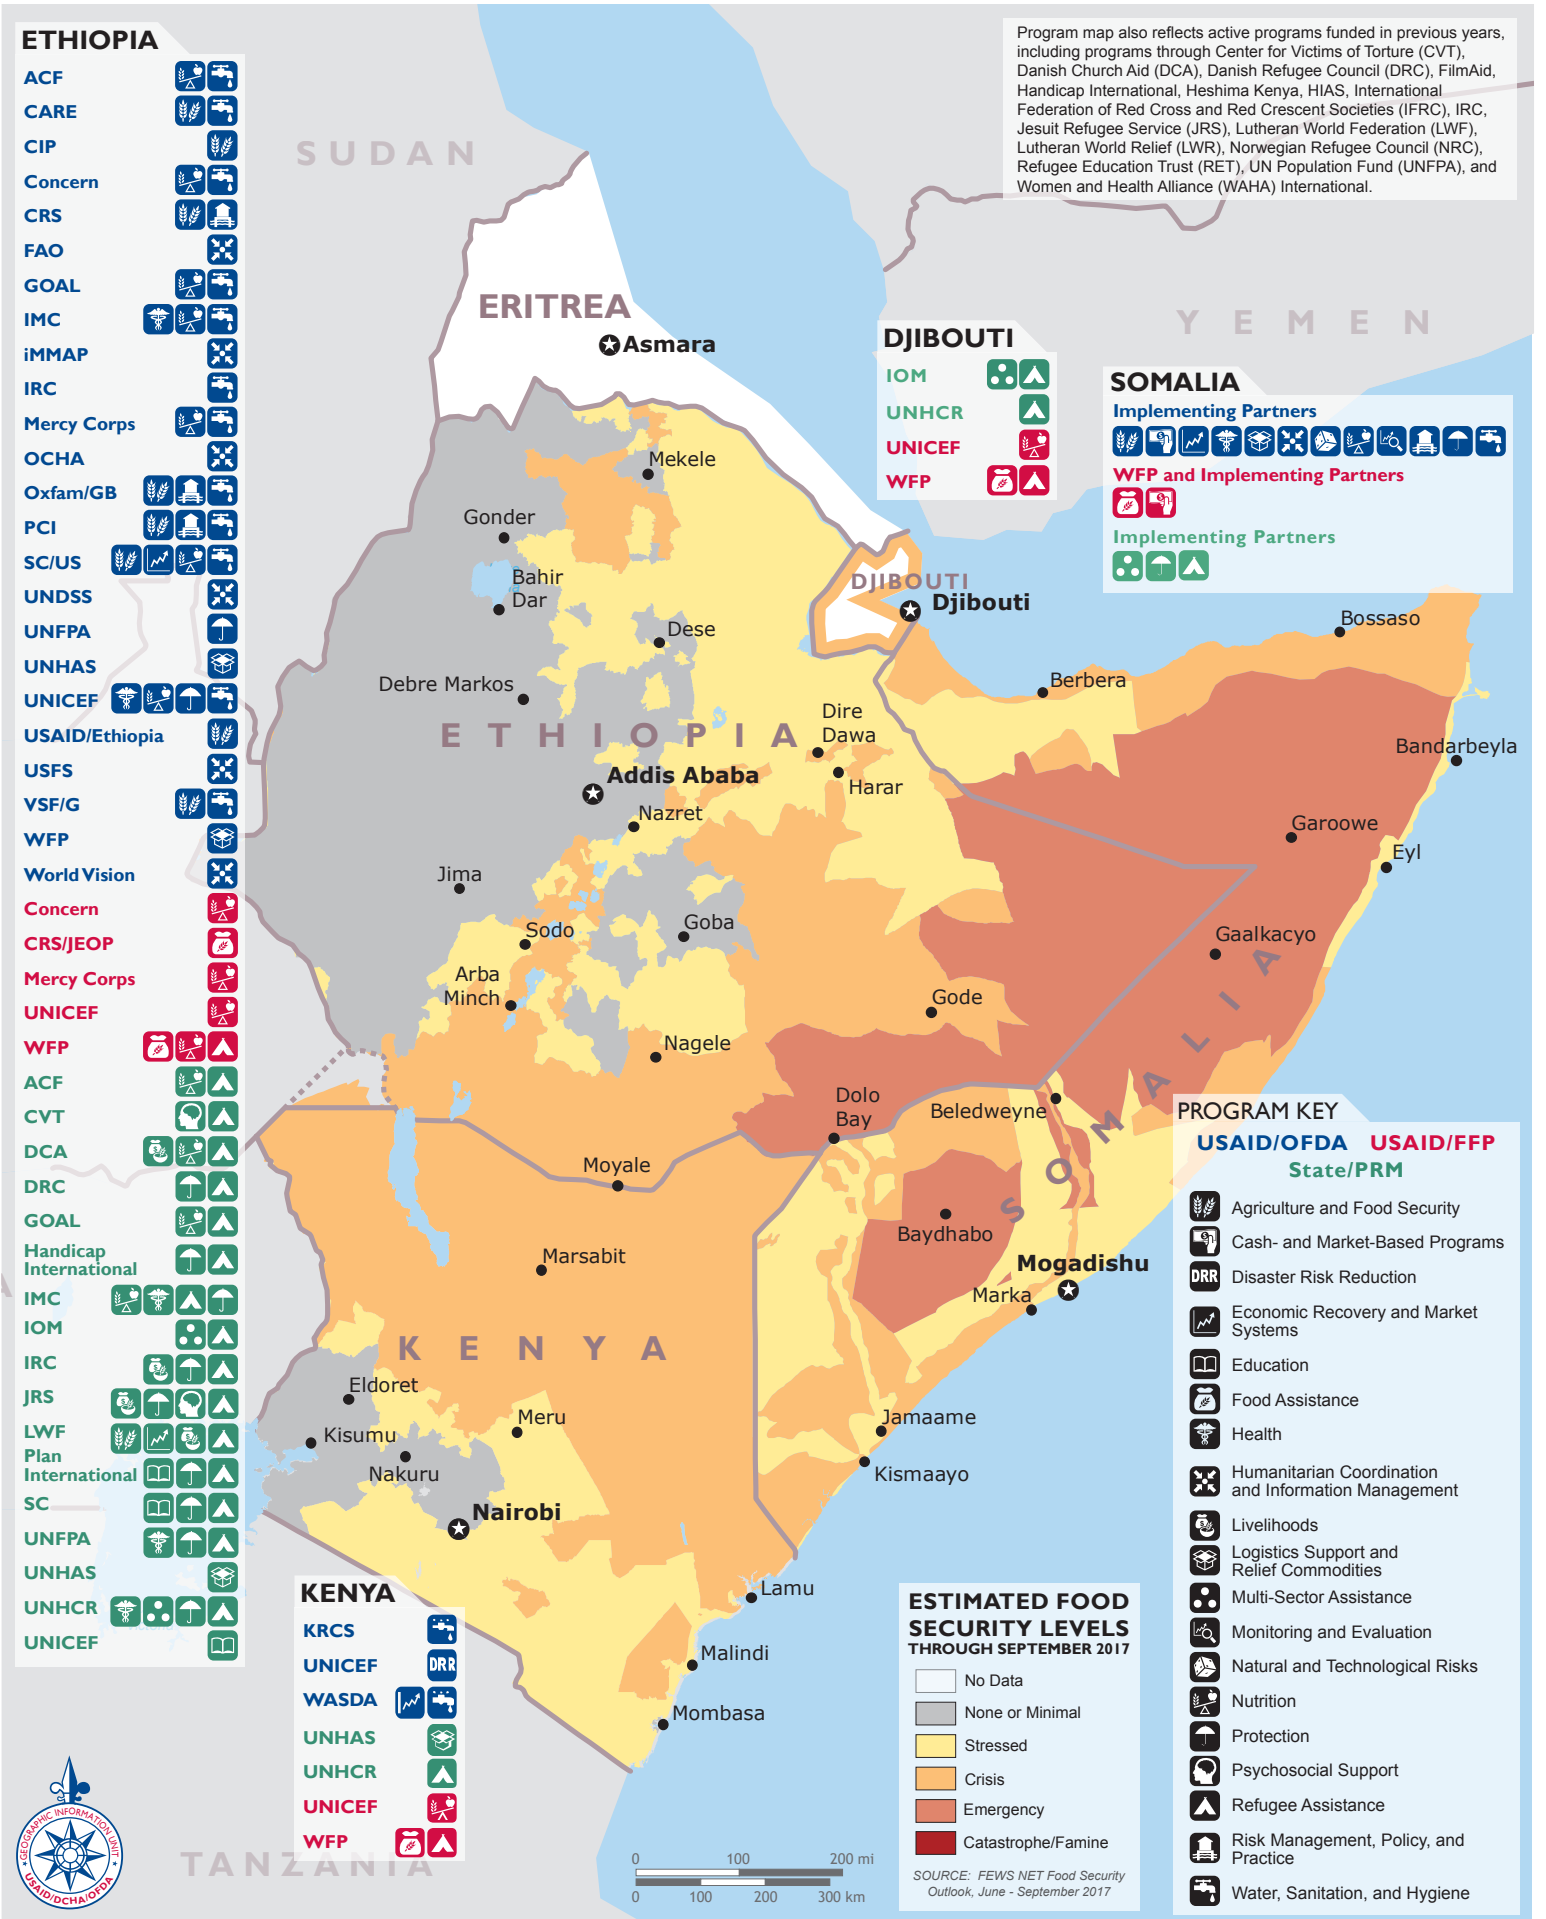 ETHIOPIA
ACF
CARE
CIP
Concern
CRS
FAO
GOAL
IMC
iMMAP
IRC
Mercy Corps
OCHA
Oxfam/GB
PCI
SC/US
UNDSS
UNFPA
UNHAS
UNICEF
USAID/Ethiopia
USFS
VSF/G
WFP
World Vision
Concern
CRS/JEOP
Mercy Corps
UNICEF
WFP
ACF
CVT
DCA
DRC
GOAL
Handicap
International
IMC
IOM
IRC
JRS
LWF
Plan
International
SC
UNFPA
UNHAS
UNHCR
UNICEF
Program map also reflects active programs funded in previous years,
including programs through Center for Victims of Torture (CVT),
Danish Church Aid (DCA), Danish Refugee Council (DRC), FilmAid,
Handicap International, Heshima Kenya, HIAS, International
Federation of Red Cross and Red Crescent Societies (IFRC), IRC,
Jesuit Refugee Service (JRS), Lutheran World Federation (LWF),
Lutheran World Relief (LWR), Norwegian Refugee Council (NRC),
Refugee Education Trust (RET), UN Population Fund (UNFPA), and
Women and Health Alliance (WAHA) International.
SUDAN
ERITREA
Asmara
YEMEN
DJIBOUTI
IOM
UNHCR
UNICEF
WFP
SOMALIA
Implementing Partners
WFP and Implementing Partners
Implementing Partners
Mekele
Gonder
Bahir
Dar
DJIBOUTI
Djibouti
Dese
Bossaso
Debre Markos
Berbera
ETHIOPIA
Dire
Dawa
Bandarbeyla
Addis Ababa
Harar
Nazret
Garoowe
Eyl
Jima
Sodo
Goba
Gaalkacyo
Arba
Minch
Gode
Nagele
SOMALIA
Dolo
Bay
Beledweyne
Moyale
Baydhabo
Marsabit
Mogadishu
Marka
KENYA
Eldoret
Meru
Jamaame
Kisumu
Nakuru
Kismaayo
Nairobi
Lamu
Malindi
Mombasa
TANZANIA
KENYA
KRCS
UNICEF
DRR
WASDA
UNHAS
UNHCR
UNICEF
WFP
0 100 200 mi
0 100 200 300 km
ESTIMATED FOOD
SECURITY LEVELS
THROUGH SEPTEMBER 2017
No Data
None or Minimal
Stressed
Crisis
Emergency
Catastrophe/Famine
SOURCE: FEWS NET Food Security
Outlook, June - September 2017
PROGRAM KEY
USAID/OFDA USAID/FFP
State/PRM
Agriculture and Food Security
Cash- and Market-Based Programs
DRR Disaster Risk Reduction
Economic Recovery and Market
Systems
Education
Food Assistance
Health
Humanitarian Coordination
and Information Management
Livelihoods
Logistics Support and
Relief Commodities
Multi-Sector Assistance
Monitoring and Evaluation
Natural and Technological Risks
Nutrition
Protection
Psychosocial Support
Refugee Assistance
Risk Management, Policy, and
Practice
Water, Sanitation, and Hygiene
GEOGRAPHIC INFORMATION UNIT
USAID/DCHA/OFDA